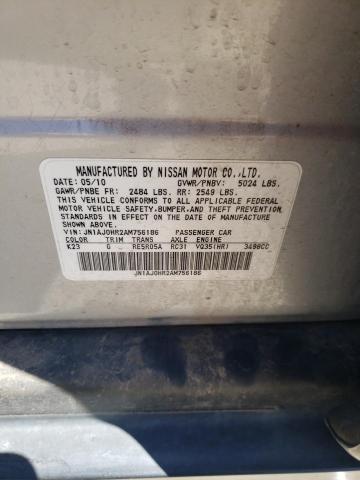 MANUFACTURED BY NISSAN MOTOR CO.,LTD.
DATE: 05/10 GVWR/PNBV: 5024 LBS.
GAWR/PNBE FR: 2484 LBS. RR: 2549 LBS.
THIS VEHICLE CONFORMS TO ALL APPLICABLE FEDERAL
MOTOR VEHICLE SAFETY,BUMPER,AND THEFT PREVENTION
STANDARDS IN EFFECT ON THE DATE OF MANUFACTURE
SHOWN ABOVE.
VIN: JN1AJ0HR2AM756186 PASSENGER CAR
COLOR TRIM TRANS AXLE ENGINE
K23 G RE5R05A RC31 VQ35(HR) 3498CC
JN1AJ0HR2AM756186